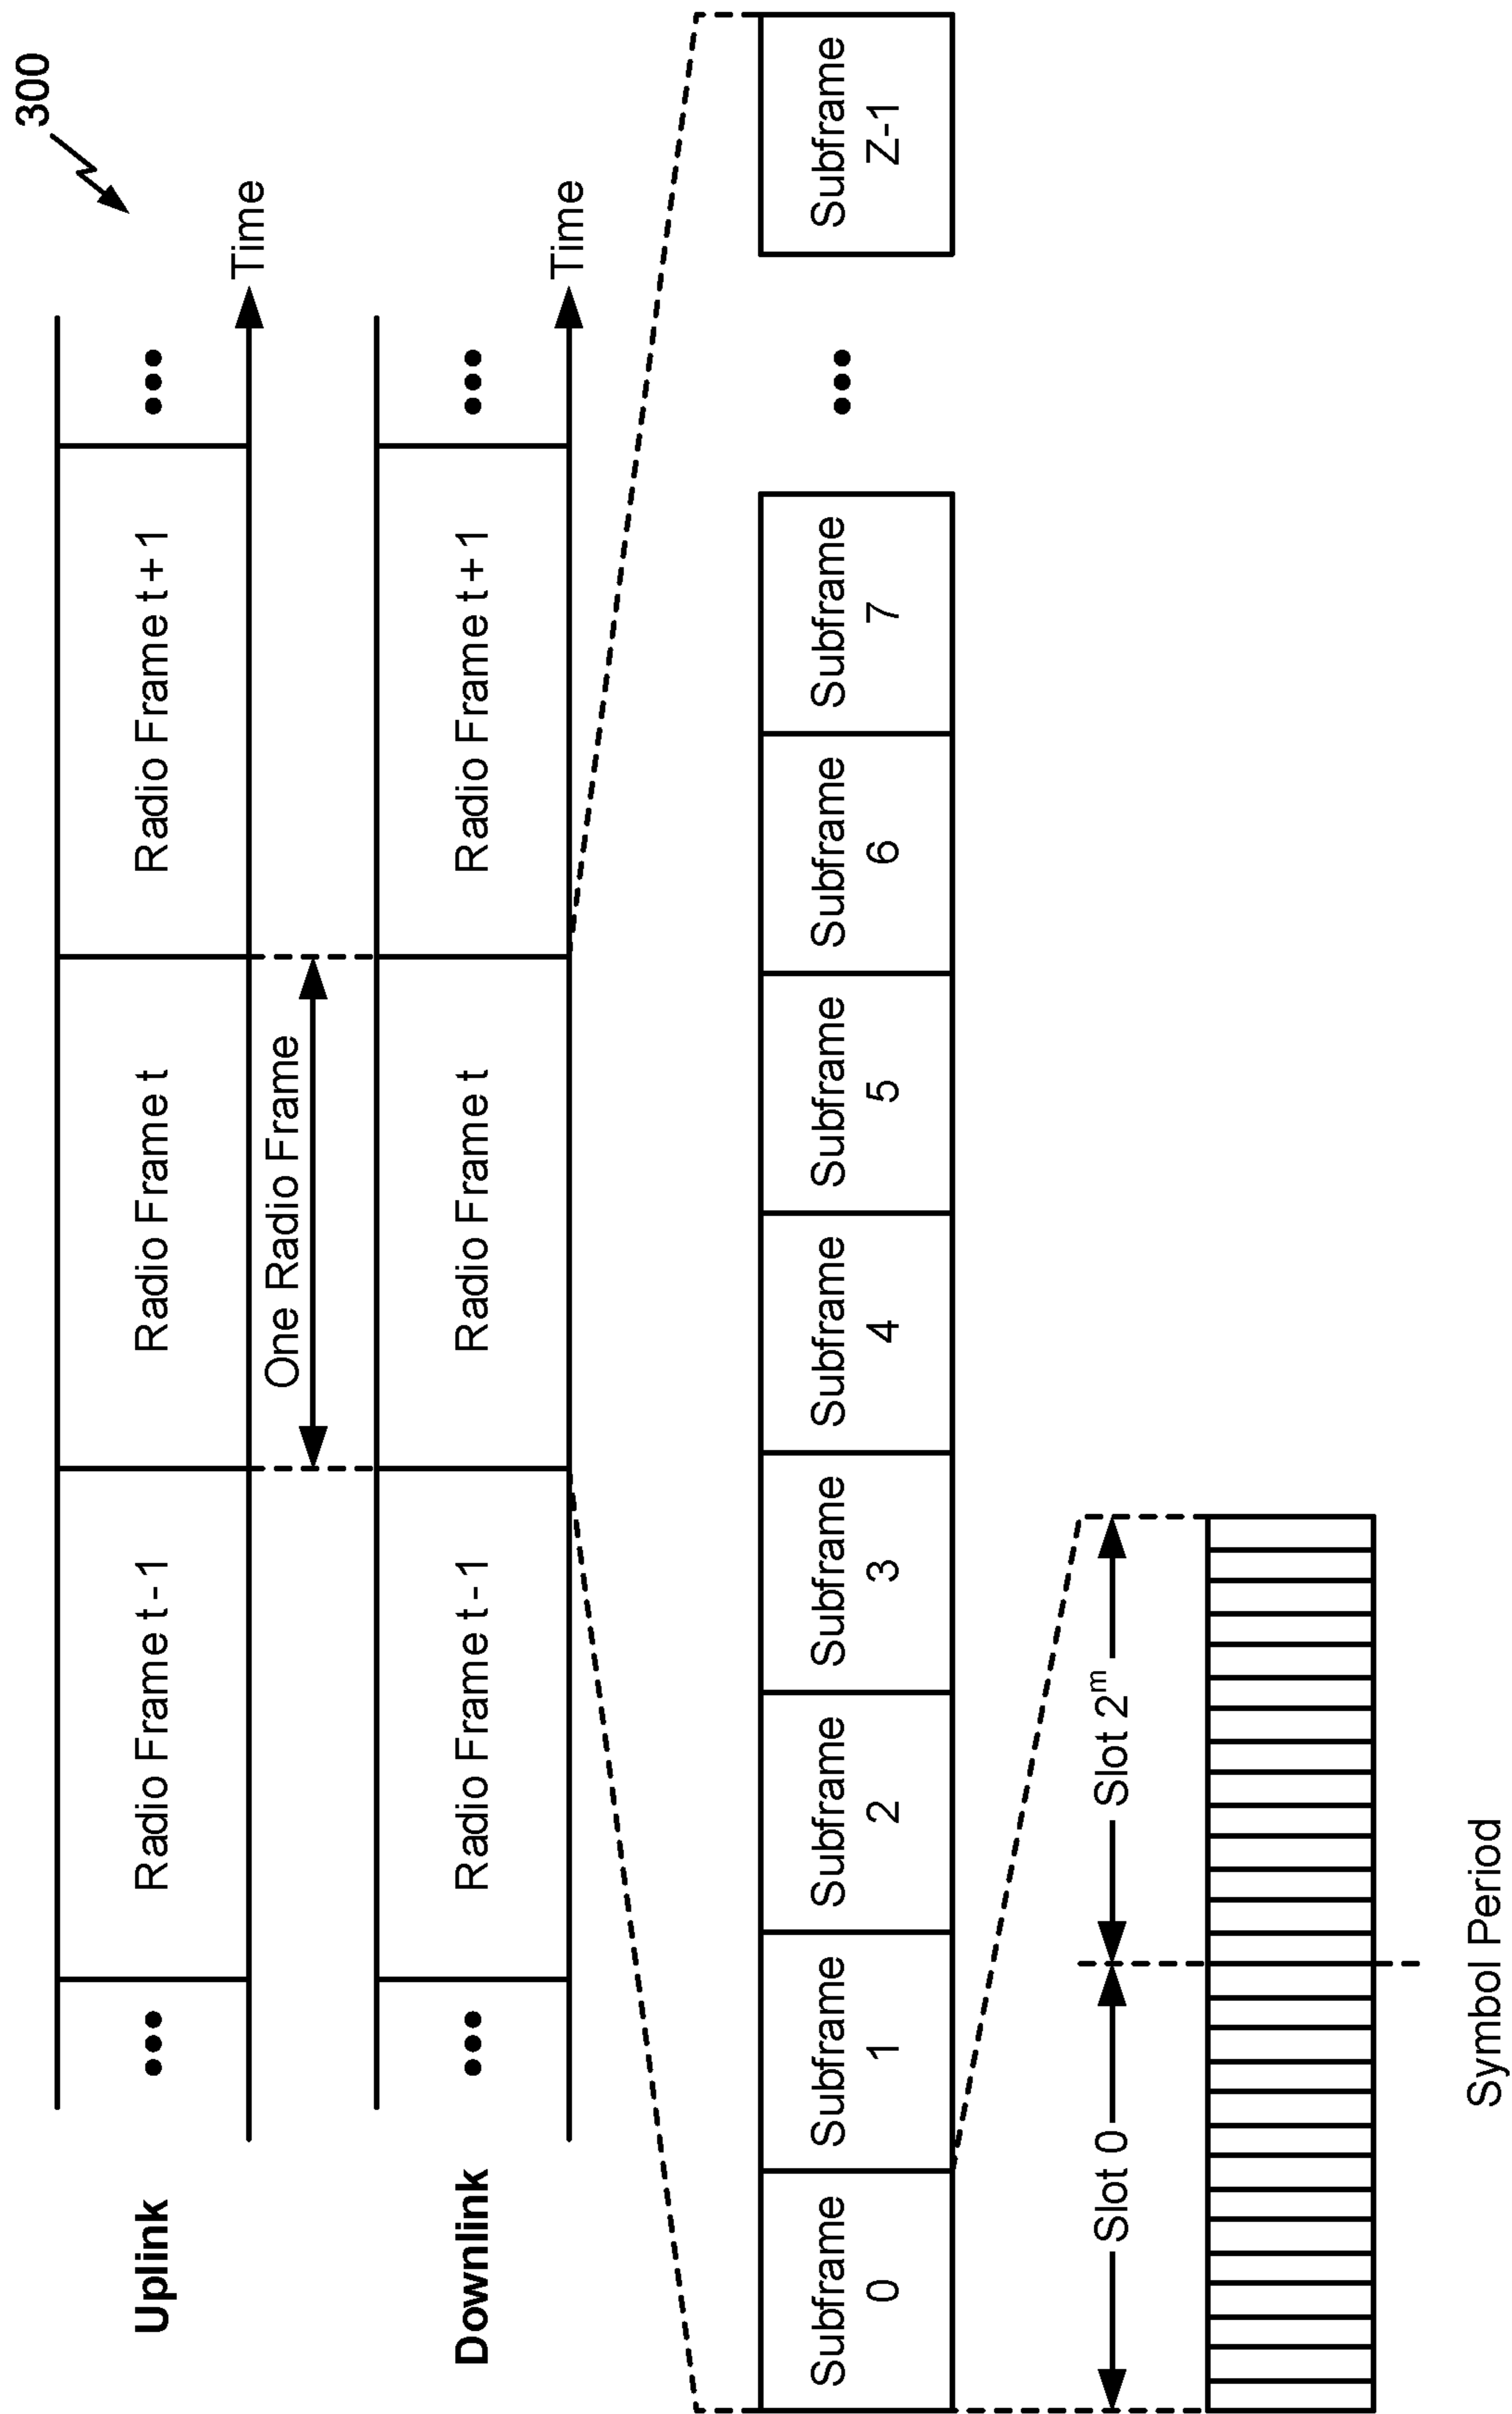 300
Uplink
Radio Frame t - 1
Radio Frame t
Radio Frame t + 1
Time
One Radio Frame
Downlink
Radio Frame t - 1
Radio Frame t
Radio Frame t + 1
Time
Subframe
0
Subframe
1
Subframe
2
Subframe
3
Subframe
4
Subframe
5
Subframe
6
Subframe
7
Subframe
Z-1
Slot 0
Slot 2ᵐ
Symbol Period